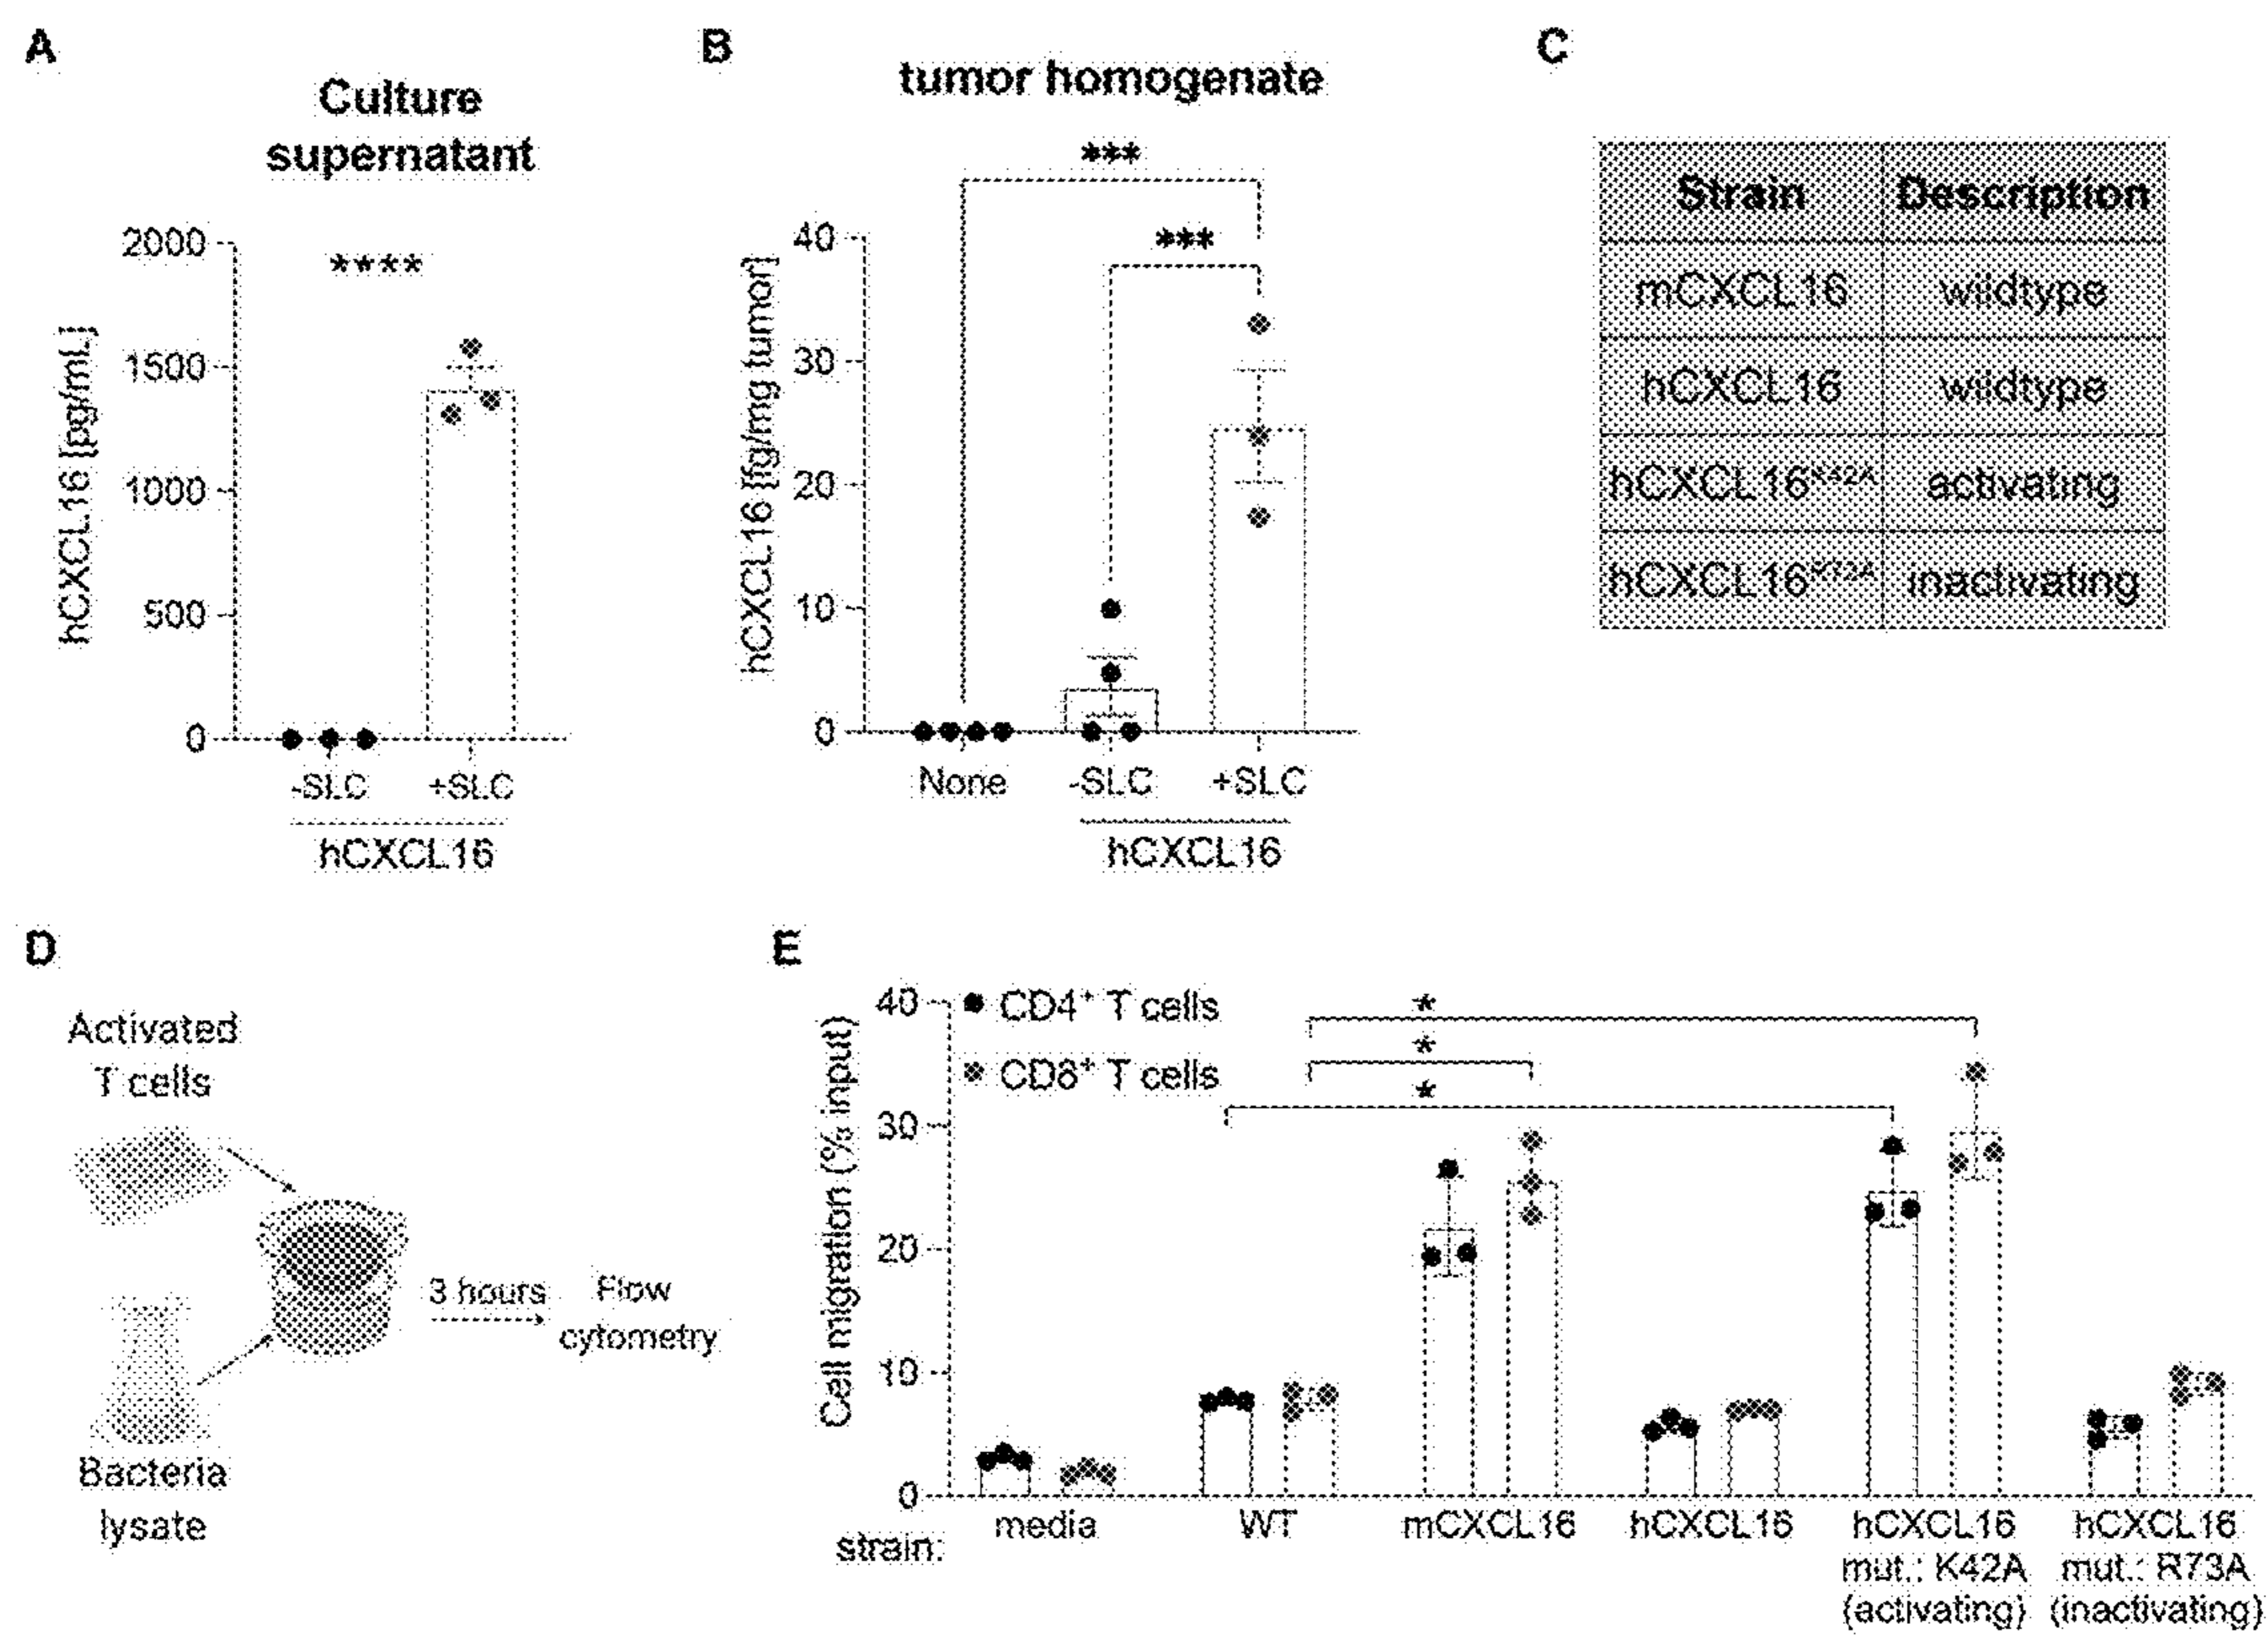 A
Culture
supernatant
hCXCL16 [pg/mL]
2000
1500
1000
500
0
****
-SLC
+SLC
hCXCL16
B
tumor homogenate
hCXCL16 [fg/mg tumor]
40
30
20
10
0
***
***
None
-SLC
+SLC
hCXCL16
C
Strain Description
mCXCL16 wildtype
hCXCL16 wildtype
hCXCL16K42A activating
hCXCL16R73A inactivating
D
Activated
T cells
Bacteria
lysate
3 hours
Flow
cytometry
E
Cell migration (% input)
40
30
20
10
0
CD4+ T cells
CD8+ T cells
*
*
*
strain:
media
WT
mCXCL16
hCXCL16
hCXCL16
mut.: K42A
(activating)
hCXCL16
mut.: R73A
(inactivating)